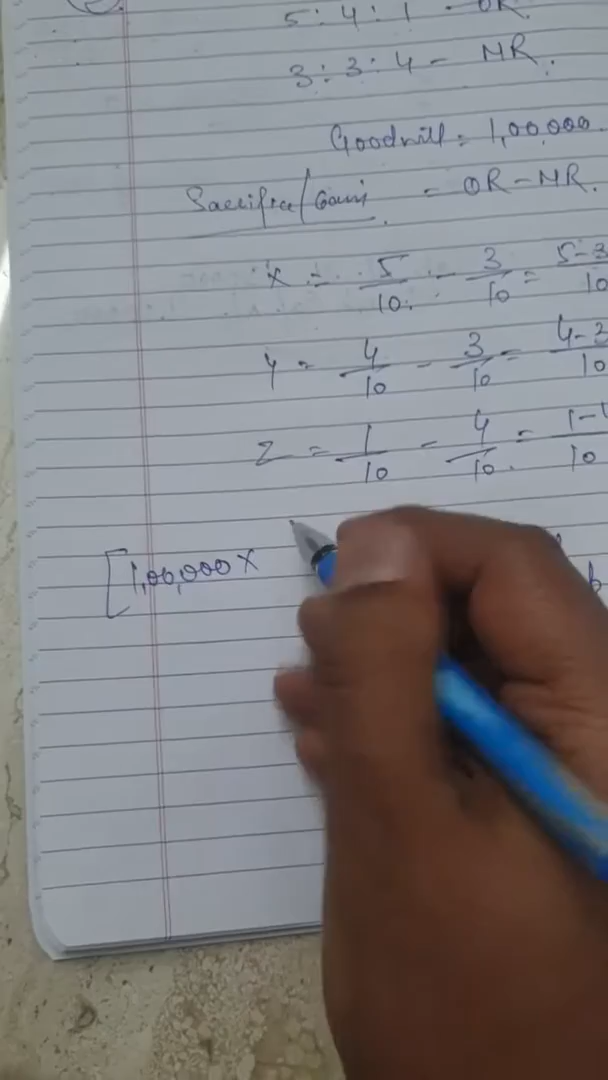 5 : 4 : 1 - OR.
3 : 3 : 4 - NR.
Goodwill = 1,00,000.
Sacrifice/Gain = OR - NR.
x = 5/10 - 3/10 = 5-3/10
y = 4/10 - 3/10 = 4-3/10
z = 1/10 - 4/10 = 1-4/10
[1,00,000 x